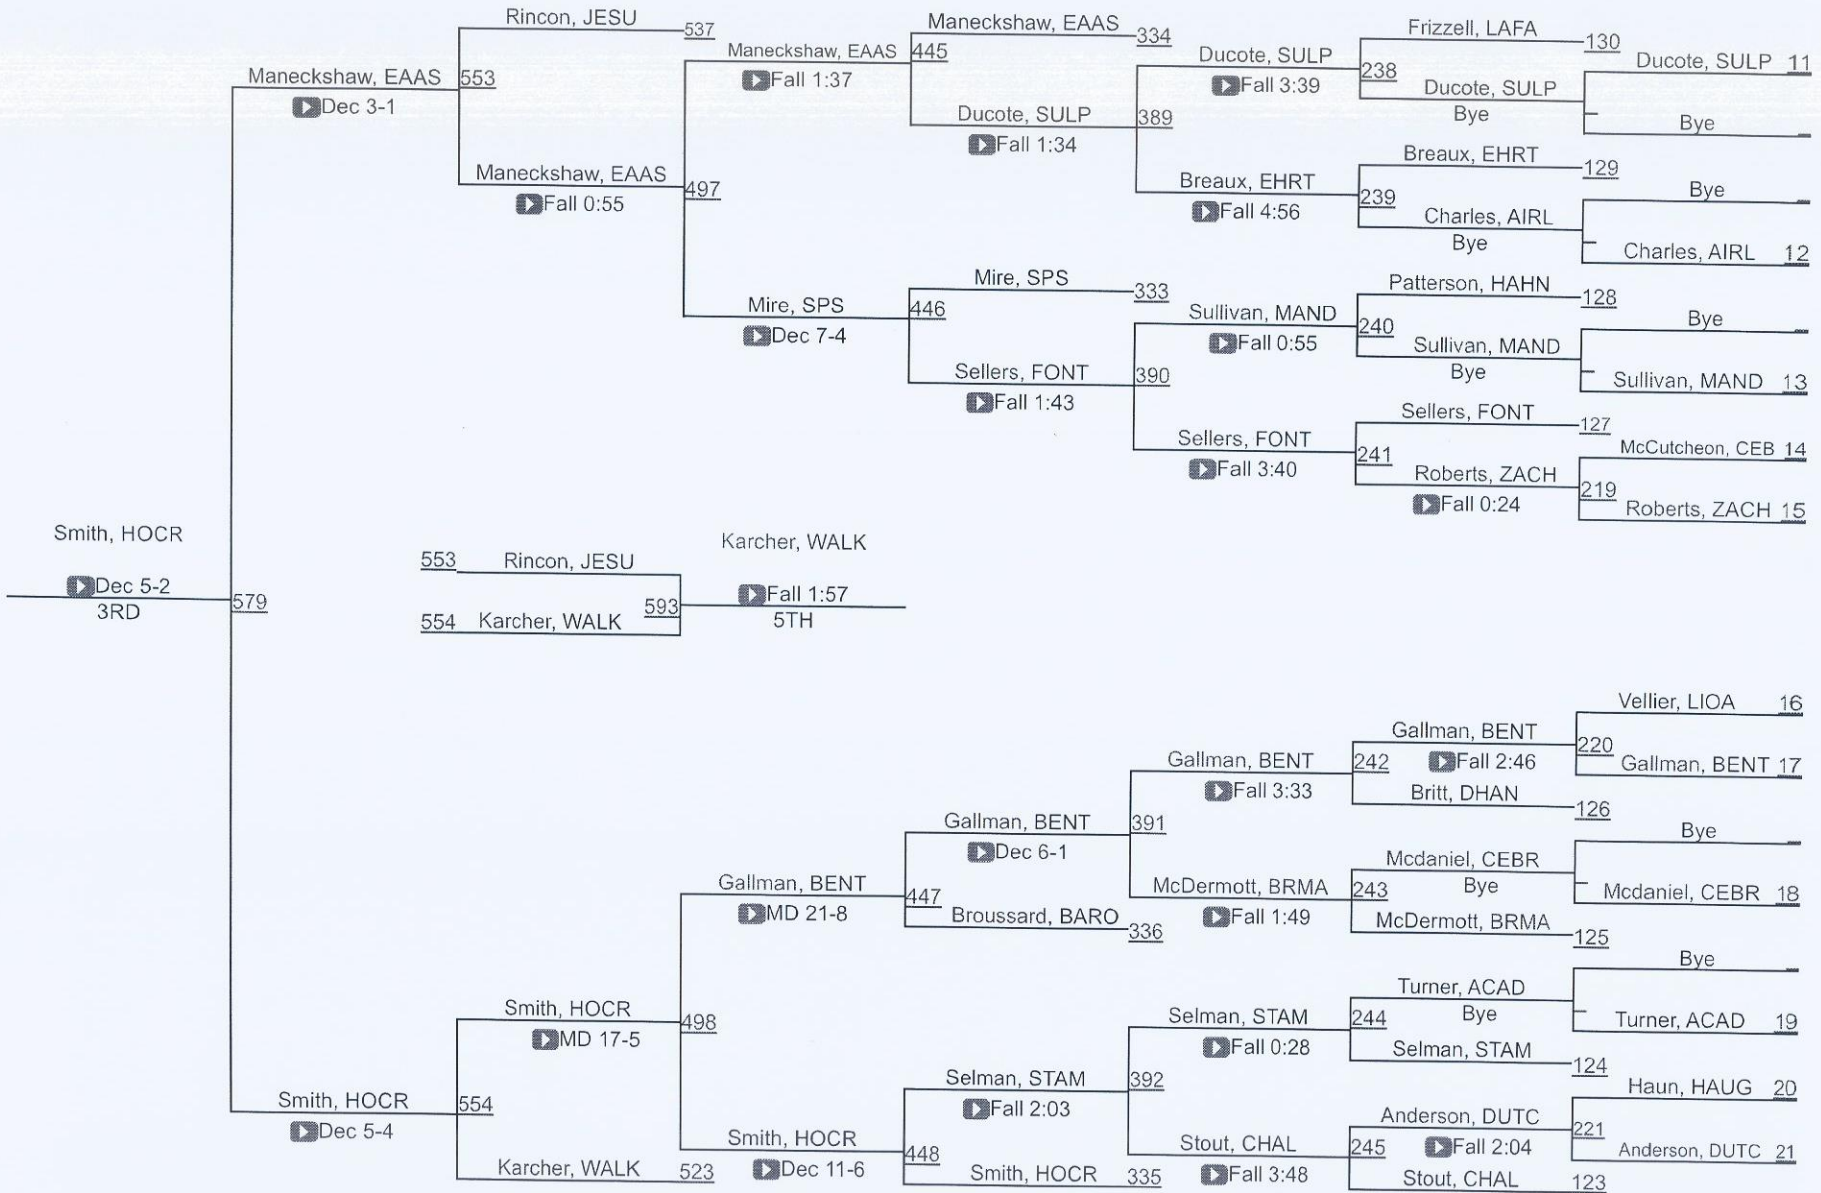 Rincon, JESU
537
Maneckshaw, EAAS
553
Dec 3-1
Maneckshaw, EAAS
497
Fall 0:55
Maneckshaw, EAAS
445
Fall 1:37
Maneckshaw, EAAS
334
Ducote, SULP
389
Fall 1:34
Ducote, SULP
238
Fall 3:39
Frizzell, LAFA
130
Ducote, SULP
Bye
Ducote, SULP 11
Bye
Breaux, EHRT
239
Fall 4:56
Breaux, EHRT
129
Charles, AIRL
Bye
Bye
Charles, AIRL 12
Mire, SPS
446
Dec 7-4
Mire, SPS
333
Sellers, FONT
390
Fall 1:43
Sullivan, MAND
240
Fall 0:55
Patterson, HAHN
128
Sullivan, MAND
Bye
Bye
Sullivan, MAND 13
Sellers, FONT
241
Fall 3:40
Sellers, FONT
127
Roberts, ZACH
219
Fall 0:24
McCutcheon, CEB 14
Roberts, ZACH 15
Smith, HOCR
Dec 5-2
3RD
579
553 Rincon, JESU
554 Karcher, WALK
593
Karcher, WALK
Fall 1:57
5TH
Smith, HOCR
554
Dec 5-4
Smith, HOCR
498
MD 17-5
Karcher, WALK
523
Gallman, BENT
447
MD 21-8
Gallman, BENT
391
Dec 6-1
Broussard, BARO
336
Gallman, BENT
242
Fall 3:33
Gallman, BENT
220
Fall 2:46
Vellier, LIOA 16
Gallman, BENT 17
Britt, DHAN
126
McDermott, BRMA
243
Fall 1:49
Mcdaniel, CEBR
Bye
Bye
Mcdaniel, CEBR 18
McDermott, BRMA
125
Smith, HOCR
448
Dec 11-6
Selman, STAM
392
Fall 2:03
Smith, HOCR
335
Selman, STAM
244
Fall 0:28
Turner, ACAD
Bye
Bye
Turner, ACAD 19
Selman, STAM
124
Stout, CHAL
245
Fall 3:48
Anderson, DUTC
221
Fall 2:04
Haun, HAUG 20
Anderson, DUTC 21
Stout, CHAL
123